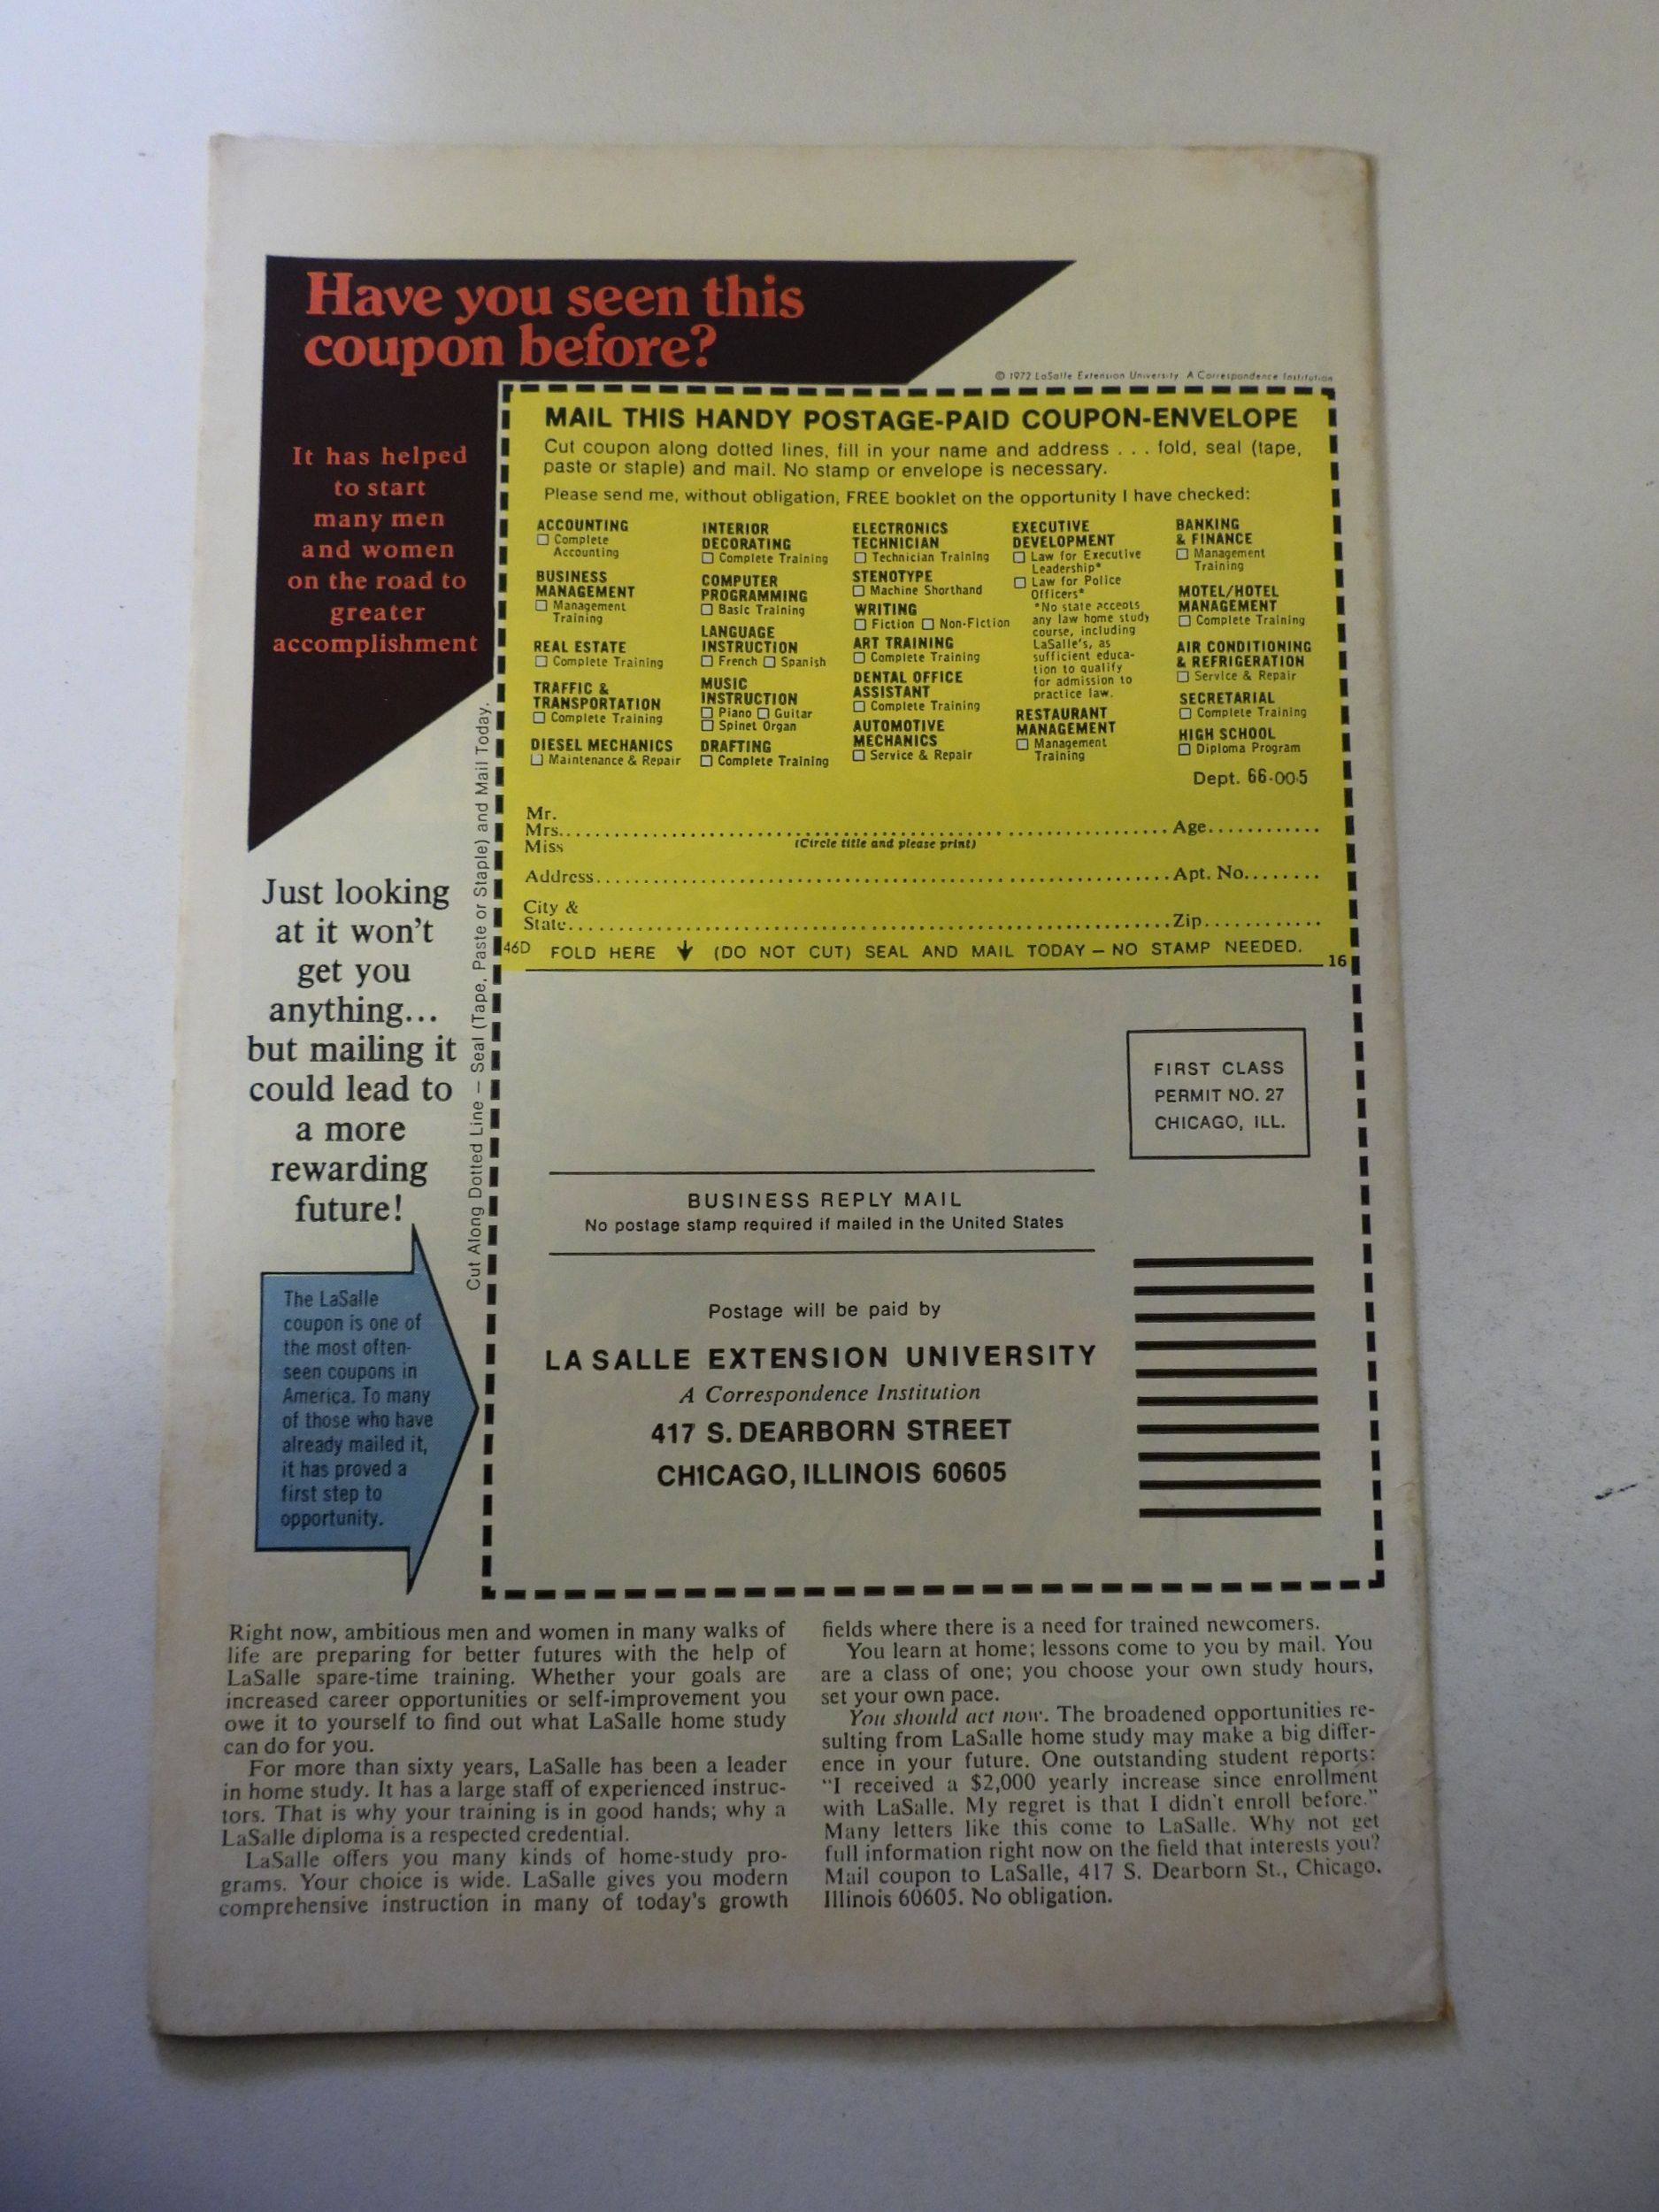 Have you seen this
coupon before?
© 1972 LaSalle Extension University A Correspondence Institution
It has helped
to start
many men
and women
on the road to
greater
accomplishment
Just looking
at it won't
get you
anything...
but mailing it
could lead to
a more
rewarding
future!
The LaSalle
coupon is one of
the most often-
seen coupons in
America. To many
of those who have
already mailed it,
it has proved a
first step to
opportunity.
Cut Along Dotted Line – Seal (Tape, Paste or Staple) and Mail Today.
MAIL THIS HANDY POSTAGE-PAID COUPON-ENVELOPE
Cut coupon along dotted lines, fill in your name and address . . . fold, seal (tape,
paste or staple) and mail. No stamp or envelope is necessary.
Please send me, without obligation, FREE booklet on the opportunity I have checked:
ACCOUNTING
☐ Complete
Accounting
BUSINESS
MANAGEMENT
☐ Management
Training
REAL ESTATE
☐ Complete Training
TRAFFIC &
TRANSPORTATION
☐ Complete Training
DIESEL MECHANICS
☐ Maintenance & Repair
INTERIOR
DECORATING
☐ Complete Training
COMPUTER
PROGRAMMING
☐ Basic Training
LANGUAGE
INSTRUCTION
☐ French ☐ Spanish
MUSIC
INSTRUCTION
☐ Piano ☐ Guitar
☐ Spinet Organ
DRAFTING
☐ Complete Training
ELECTRONICS
TECHNICIAN
☐ Technician Training
STENOTYPE
☐ Machine Shorthand
WRITING
☐ Fiction ☐ Non-Fiction
ART TRAINING
☐ Complete Training
DENTAL OFFICE
ASSISTANT
☐ Complete Training
AUTOMOTIVE
MECHANICS
☐ Service & Repair
EXECUTIVE
DEVELOPMENT
☐ Law for Executive
Leadership*
☐ Law for Police
Officers*
*No state accepts
any law home study
course, including
LaSalle's, as
sufficient educa-
tion to qualify
for admission to
practice law.
RESTAURANT
MANAGEMENT
☐ Management
Training
BANKING
& FINANCE
☐ Management
Training
MOTEL/HOTEL
MANAGEMENT
☐ Complete Training
AIR CONDITIONING
& REFRIGERATION
☐ Service & Repair
SECRETARIAL
☐ Complete Training
HIGH SCHOOL
☐ Diploma Program
Dept. 66-005
Mr.
Mrs. Age
Miss (Circle title and please print)
Address Apt. No.
City &
State Zip
46D FOLD HERE ↓ (DO NOT CUT) SEAL AND MAIL TODAY – NO STAMP NEEDED.
16
FIRST CLASS
PERMIT NO. 27
CHICAGO, ILL.
BUSINESS REPLY MAIL
No postage stamp required if mailed in the United States
Postage will be paid by
LA SALLE EXTENSION UNIVERSITY
A Correspondence Institution
417 S. DEARBORN STREET
CHICAGO, ILLINOIS 60605
Right now, ambitious men and women in many walks of
life are preparing for better futures with the help of
LaSalle spare-time training. Whether your goals are
increased career opportunities or self-improvement you
owe it to yourself to find out what LaSalle home study
can do for you.
For more than sixty years, LaSalle has been a leader
in home study. It has a large staff of experienced instruc-
tors. That is why your training is in good hands; why a
LaSalle diploma is a respected credential.
LaSalle offers you many kinds of home-study pro-
grams. Your choice is wide. LaSalle gives you modern
comprehensive instruction in many of today's growth
fields where there is a need for trained newcomers.
You learn at home; lessons come to you by mail. You
are a class of one; you choose your own study hours,
set your own pace.
You should act now. The broadened opportunities re-
sulting from LaSalle home study may make a big differ-
ence in your future. One outstanding student reports:
"I received a $2,000 yearly increase since enrollment
with LaSalle. My regret is that I didn't enroll before."
Many letters like this come to LaSalle. Why not get
full information right now on the field that interests you?
Mail coupon to LaSalle, 417 S. Dearborn St., Chicago,
Illinois 60605. No obligation.